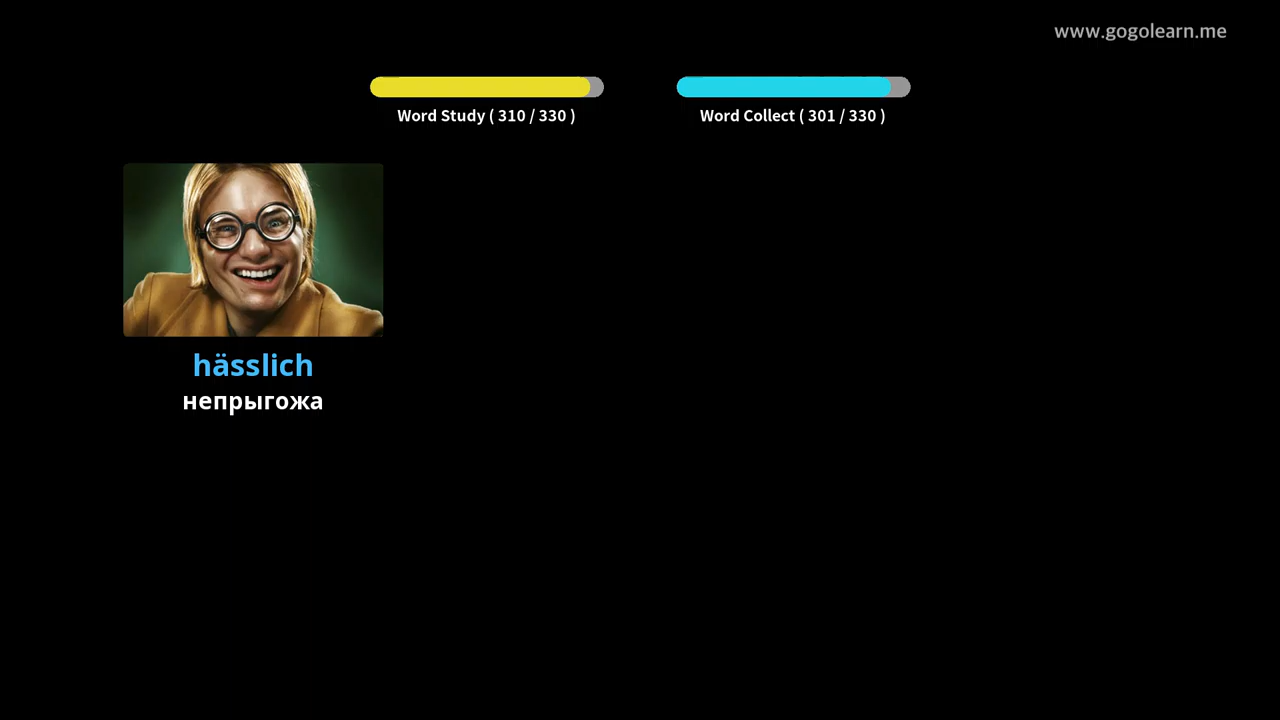 www.gogolearn.me
Word Study ( 310 / 330 )
Word Collect ( 301 / 330 )
hässlich
непрыгожа